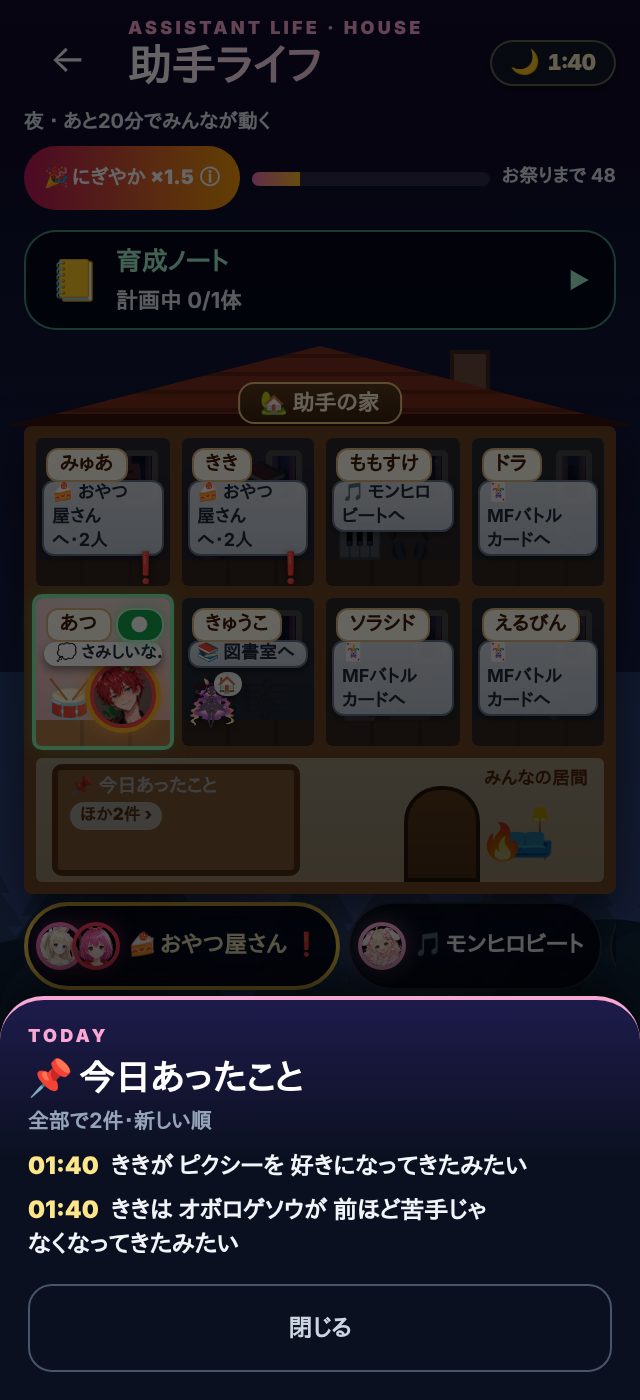 ASSISTANT LIFE · HOUSE
← 助手ライフ
🌙 1:40
夜・あと20分でみんなが動く
🎉にぎやか ×1.5 ⓘ
お祭りまで 48
📒 育成ノート
計画中 0/1体
▶
🏡 助手の家
みゅあ
🍰 おやつ
屋さん
へ・2人
❗
きき
🍰 おやつ
屋さん
へ・2人
❗
ももすけ
🎵 モンヒロ
ビートへ
ドラ
🃏
MFバトル
カードへ
あつ
💭 さみしいな.
きゅうこ
📚 図書室へ
ソラシド
🃏
MFバトル
カードへ
えるびん
🃏
MFバトル
カードへ
📌 今日あったこと
ほか2件 ›
みんなの居間
🍰 おやつ屋さん ❗
🎵 モンヒロビート
TODAY
📌 今日あったこと
全部で2件・新しい順
01:40 ききが ピクシーを 好きになってきたみたい
01:40 ききは オボロゲソウが 前ほど苦手じゃ
なくなってきたみたい
閉じる